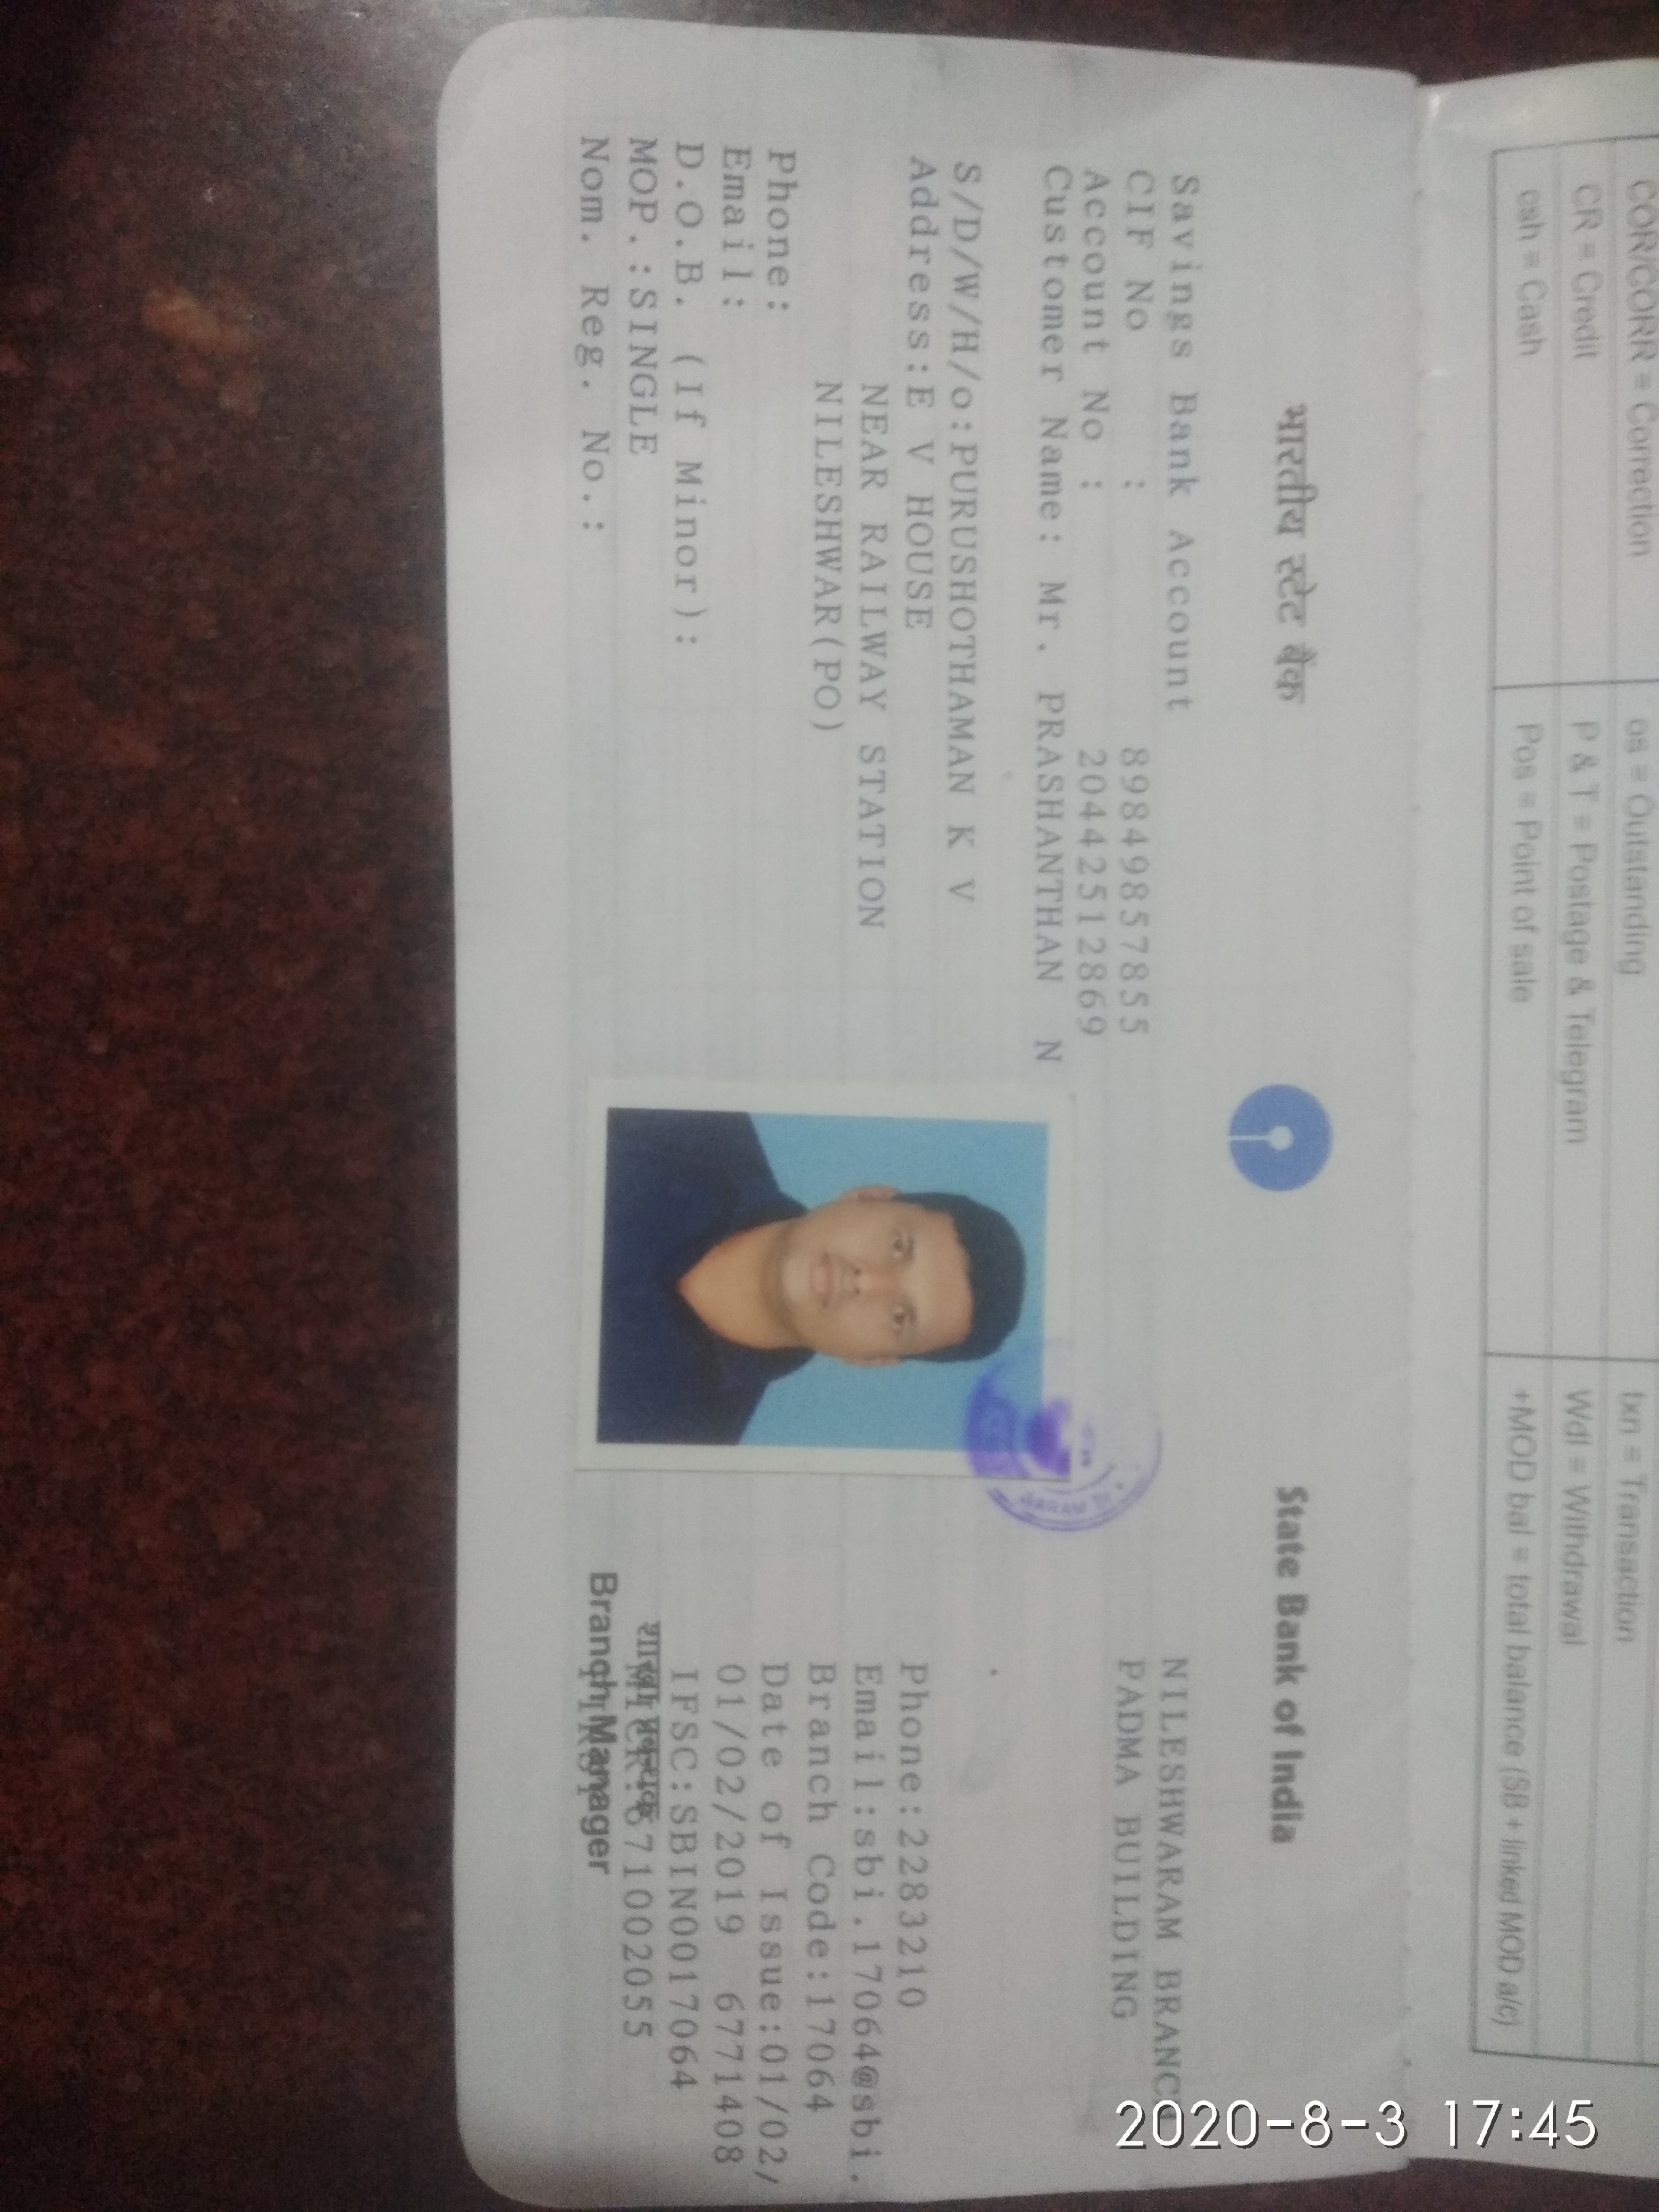 COR/CORR = Correction os = Outstanding txn = Transaction
CR = Credit P & T = Postage & Telegram Wdl = Withdrawal
csh = Cash Pos = Point of sale +MOD bal = total balance (SB + linked MOD a/c)
भारतीय स्टेट बैंक State Bank of India
Savings Bank Account
CIF No : 89849857855
Account No : 20442512869
Customer Name: Mr. PRASHANTHAN N
S/D/W/H/o:PURUSHOTHAMAN K V
Address:E V HOUSE
NEAR RAILWAY STATION
NILESHWAR(PO)
Phone:
Email:
D.O.B. (If Minor):
MOP.:SINGLE
Nom. Reg. No.:
NILESHWARAM BRANC
PADMA BUILDING
Phone:2283210
Email:sbi.17064@sbi.
Branch Code:17064
Date of Issue:01/02/
01/02/2019 6771408
IFSC:SBIN0017064
शाखा प्रबन्धक
MICR:671002055
Branch Manager
2020-8-3 17:45